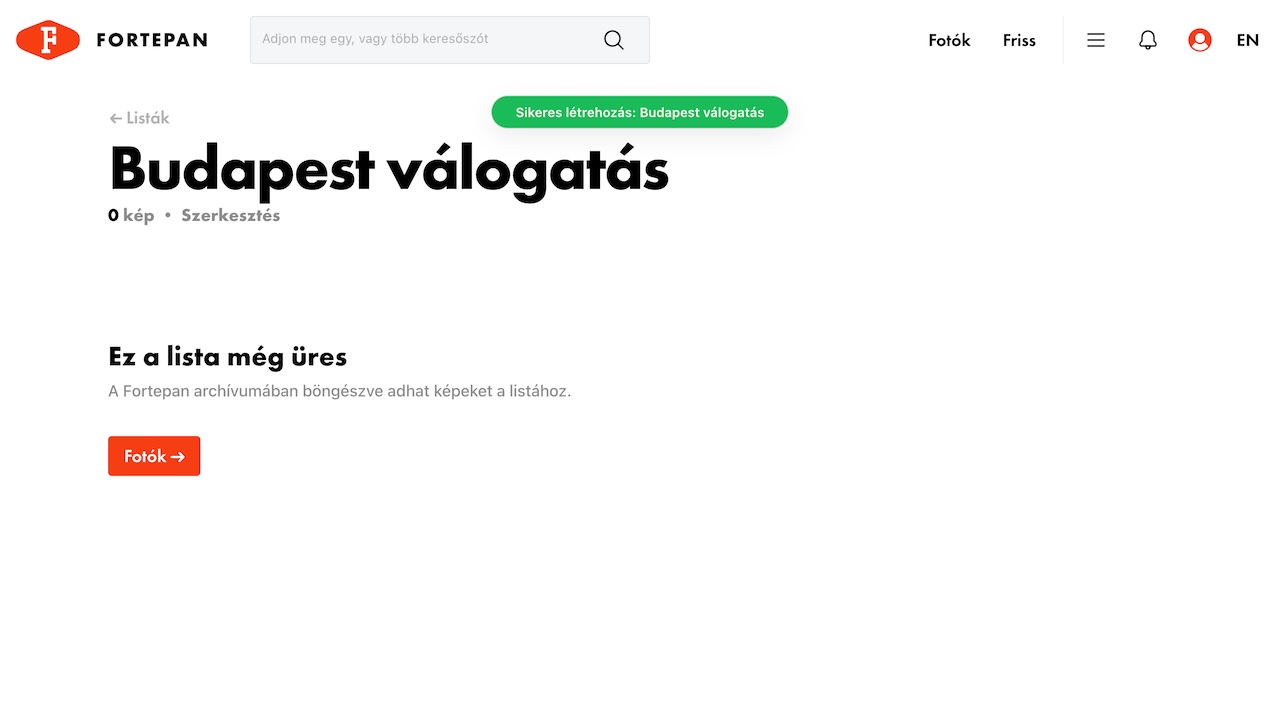 F FORTEPAN
Adjon meg egy, vagy több keresőszót
Fotók
Friss
EN
Sikeres létrehozás: Budapest válogatás
← Listák
Budapest válogatás
0 kép • Szerkesztés
Ez a lista még üres
A Fortepan archívumában böngészve adhat képeket a listához.
Fotók →